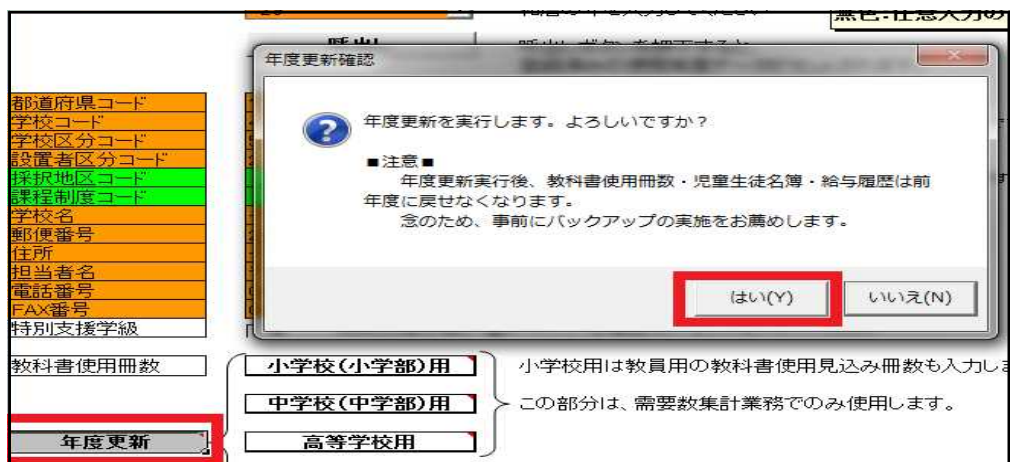 年度更新確認
年度更新を実行します。よろしいですか？
■注意■
年度更新実行後、教科書使用冊数・児童生徒名簿・給与履歴は前
年度に戻せなくなります。
念のため、事前にバックアップの実施をお薦めします。
はい(Y)
いいえ(N)
都道府県コード
学校コード
学校区分コード
設置者区分コード
採択地区コード
課程制度コード
学校名
郵便番号
住所
担当者名
電話番号
FAX番号
特別支援学級
教科書使用冊数
小学校(小学部)用
小学校用は教員用の教科書使用見込み冊数も入力しま
中学校(中学部)用
この部分は、需要数集計業務でのみ使用します。
年度更新
高等学校用